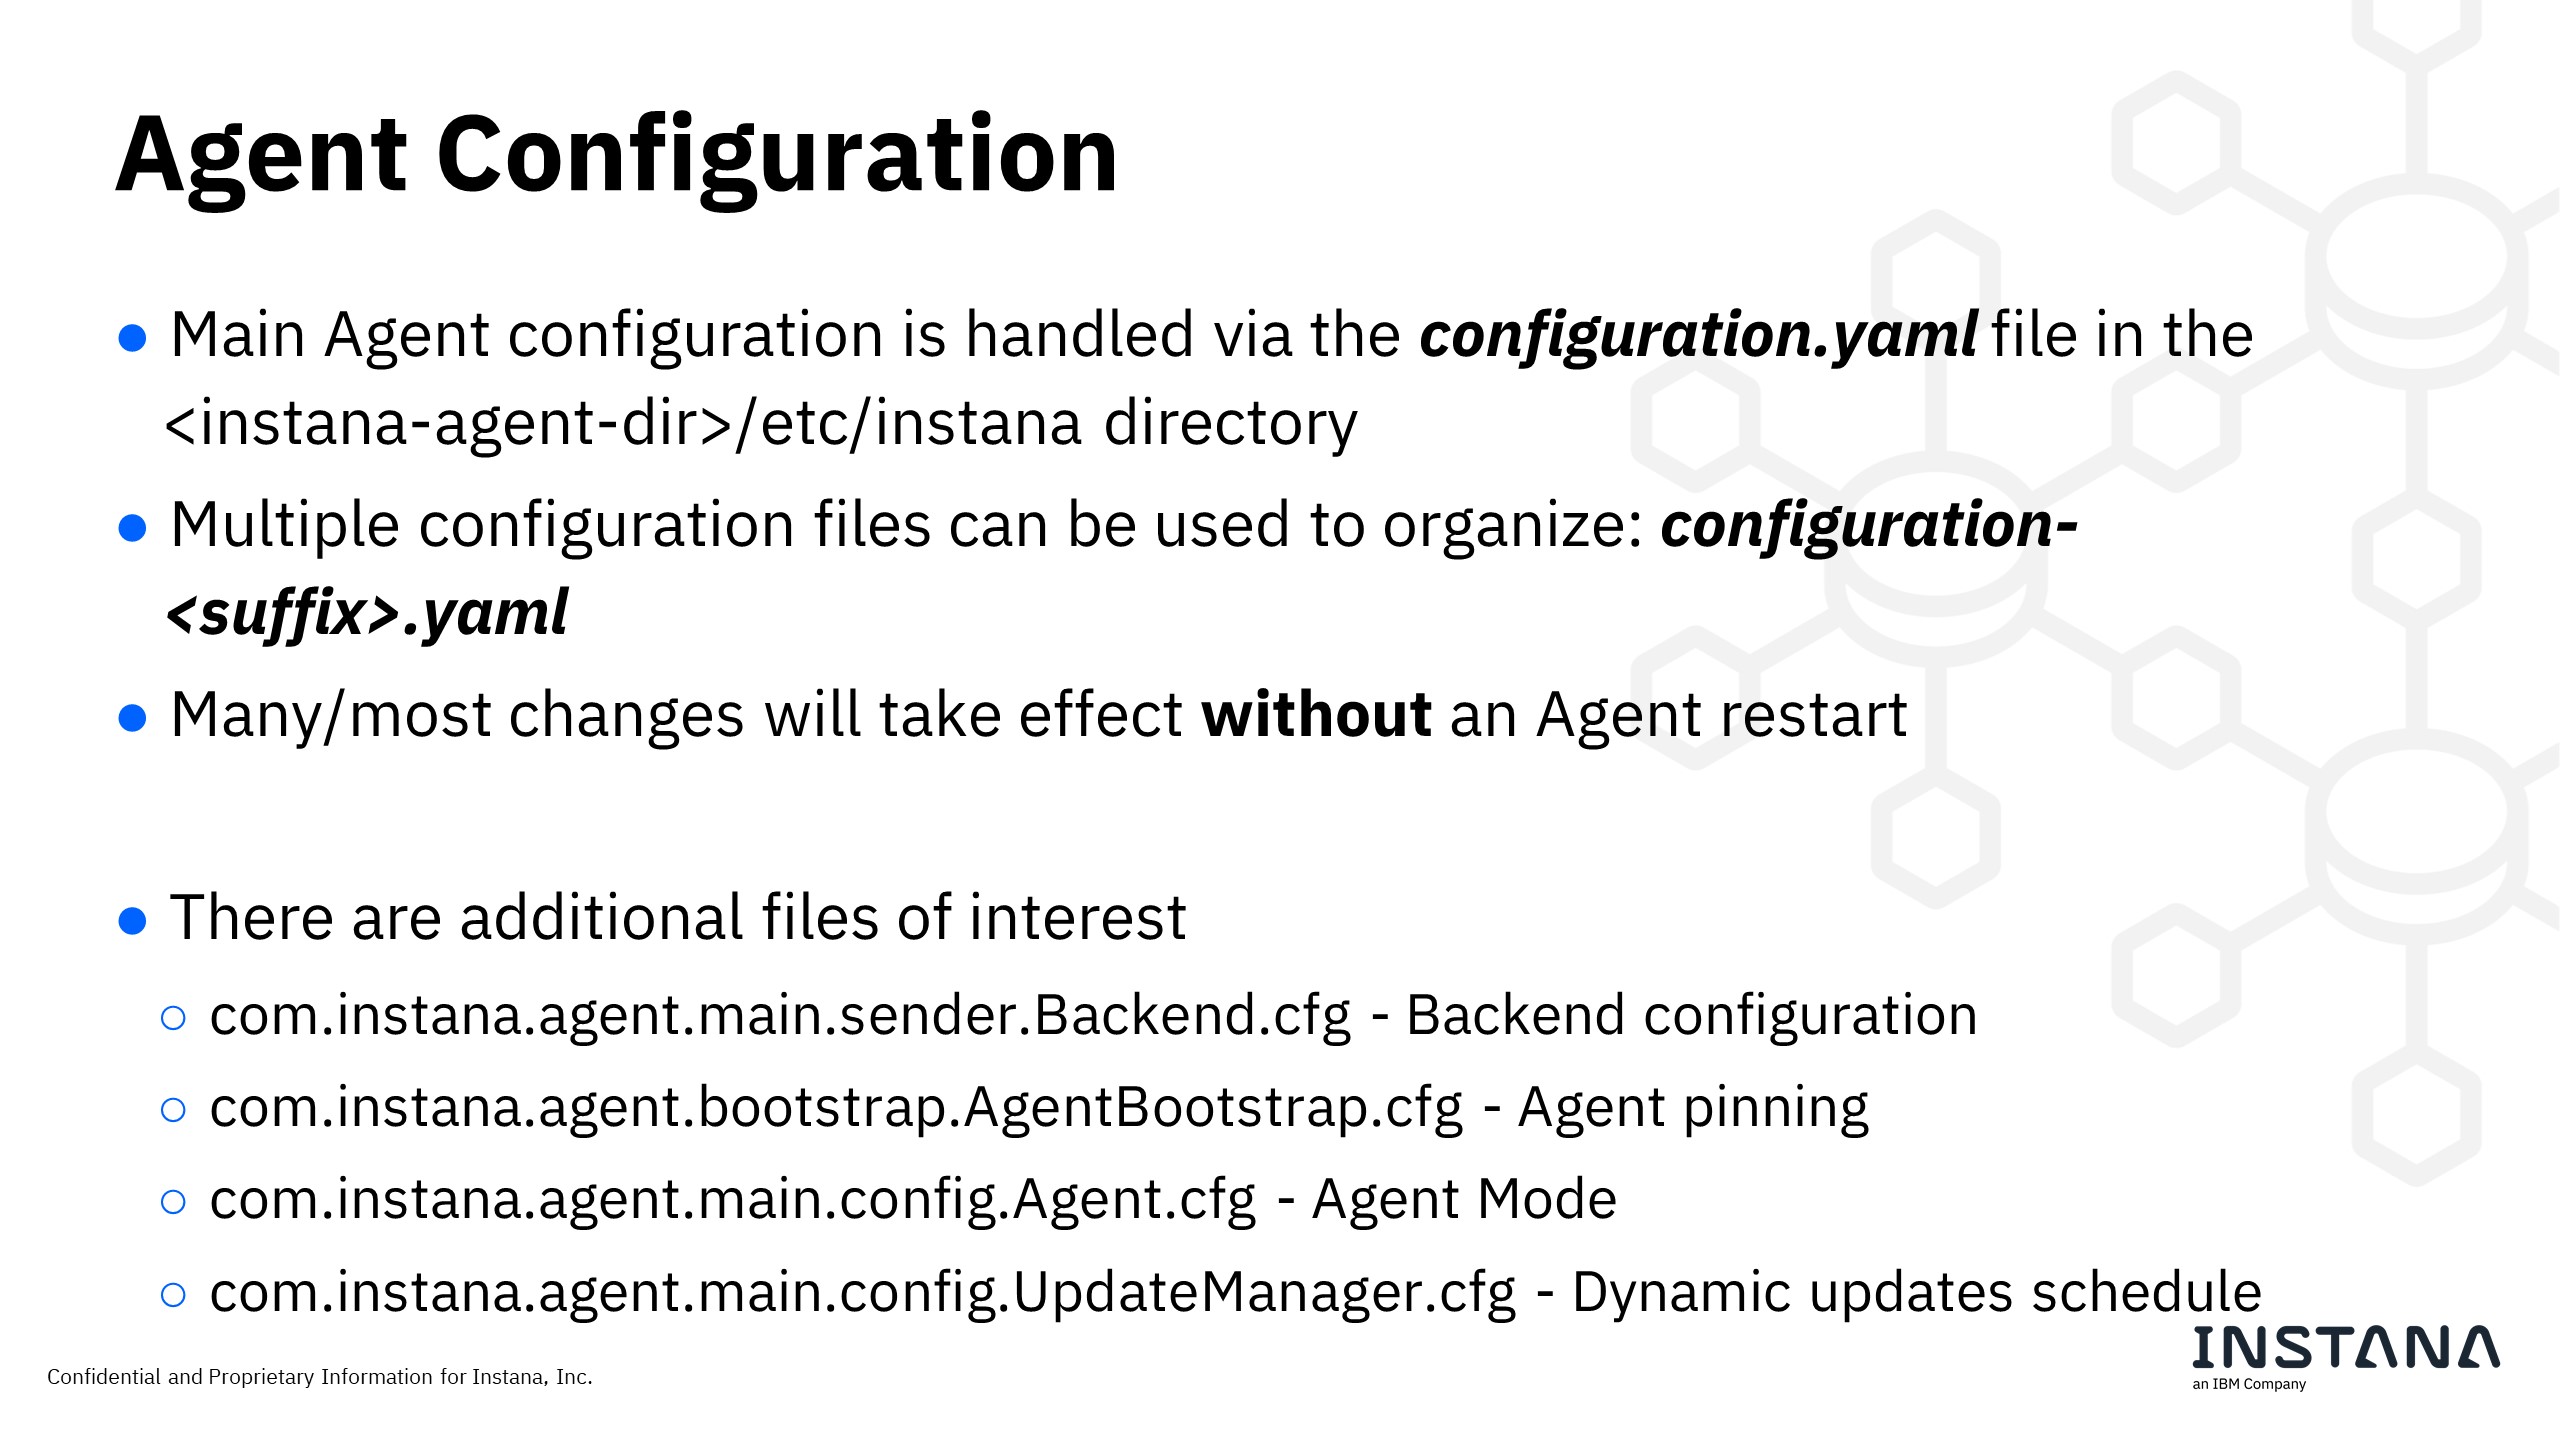 Agent Configuration
● Main Agent configuration is handled via the configuration.yaml file in the
<instana-agent-dir>/etc/instana directory
● Multiple configuration files can be used to organize: configuration-
<suffix>.yaml
● Many/most changes will take effect without an Agent restart
● There are additional files of interest
○ com.instana.agent.main.sender.Backend.cfg - Backend configuration
○ com.instana.agent.bootstrap.AgentBootstrap.cfg - Agent pinning
○ com.instana.agent.main.config.Agent.cfg - Agent Mode
○ com.instana.agent.main.config.UpdateManager.cfg - Dynamic updates schedule
Confidential and Proprietary Information for Instana, Inc.
INSTANA
an IBM Company